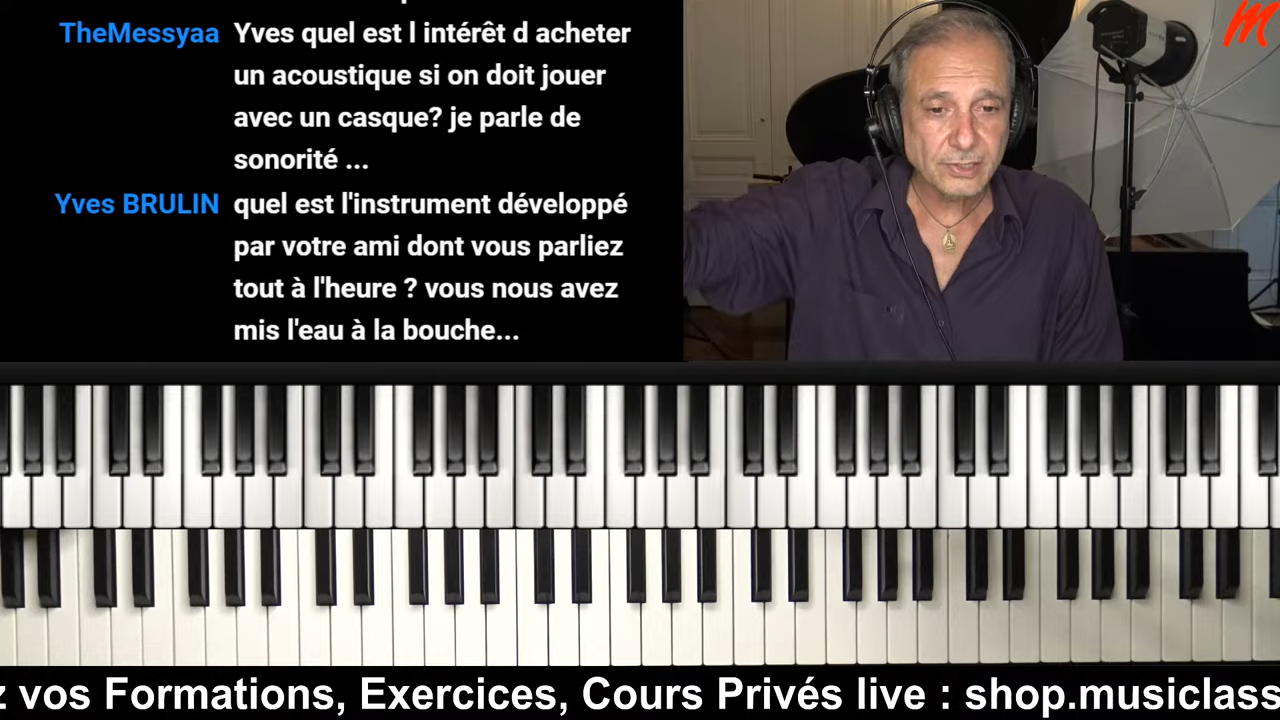 TheMessyaa Yves quel est l intérêt d acheter
un acoustique si on doit jouer
avec un casque? je parle de
sonorité ...
Yves BRULIN quel est l'instrument développé
par votre ami dont vous parliez
tout à l'heure ? vous nous avez
mis l'eau à la bouche...
z vos Formations, Exercices, Cours Privés live : shop.musiclass